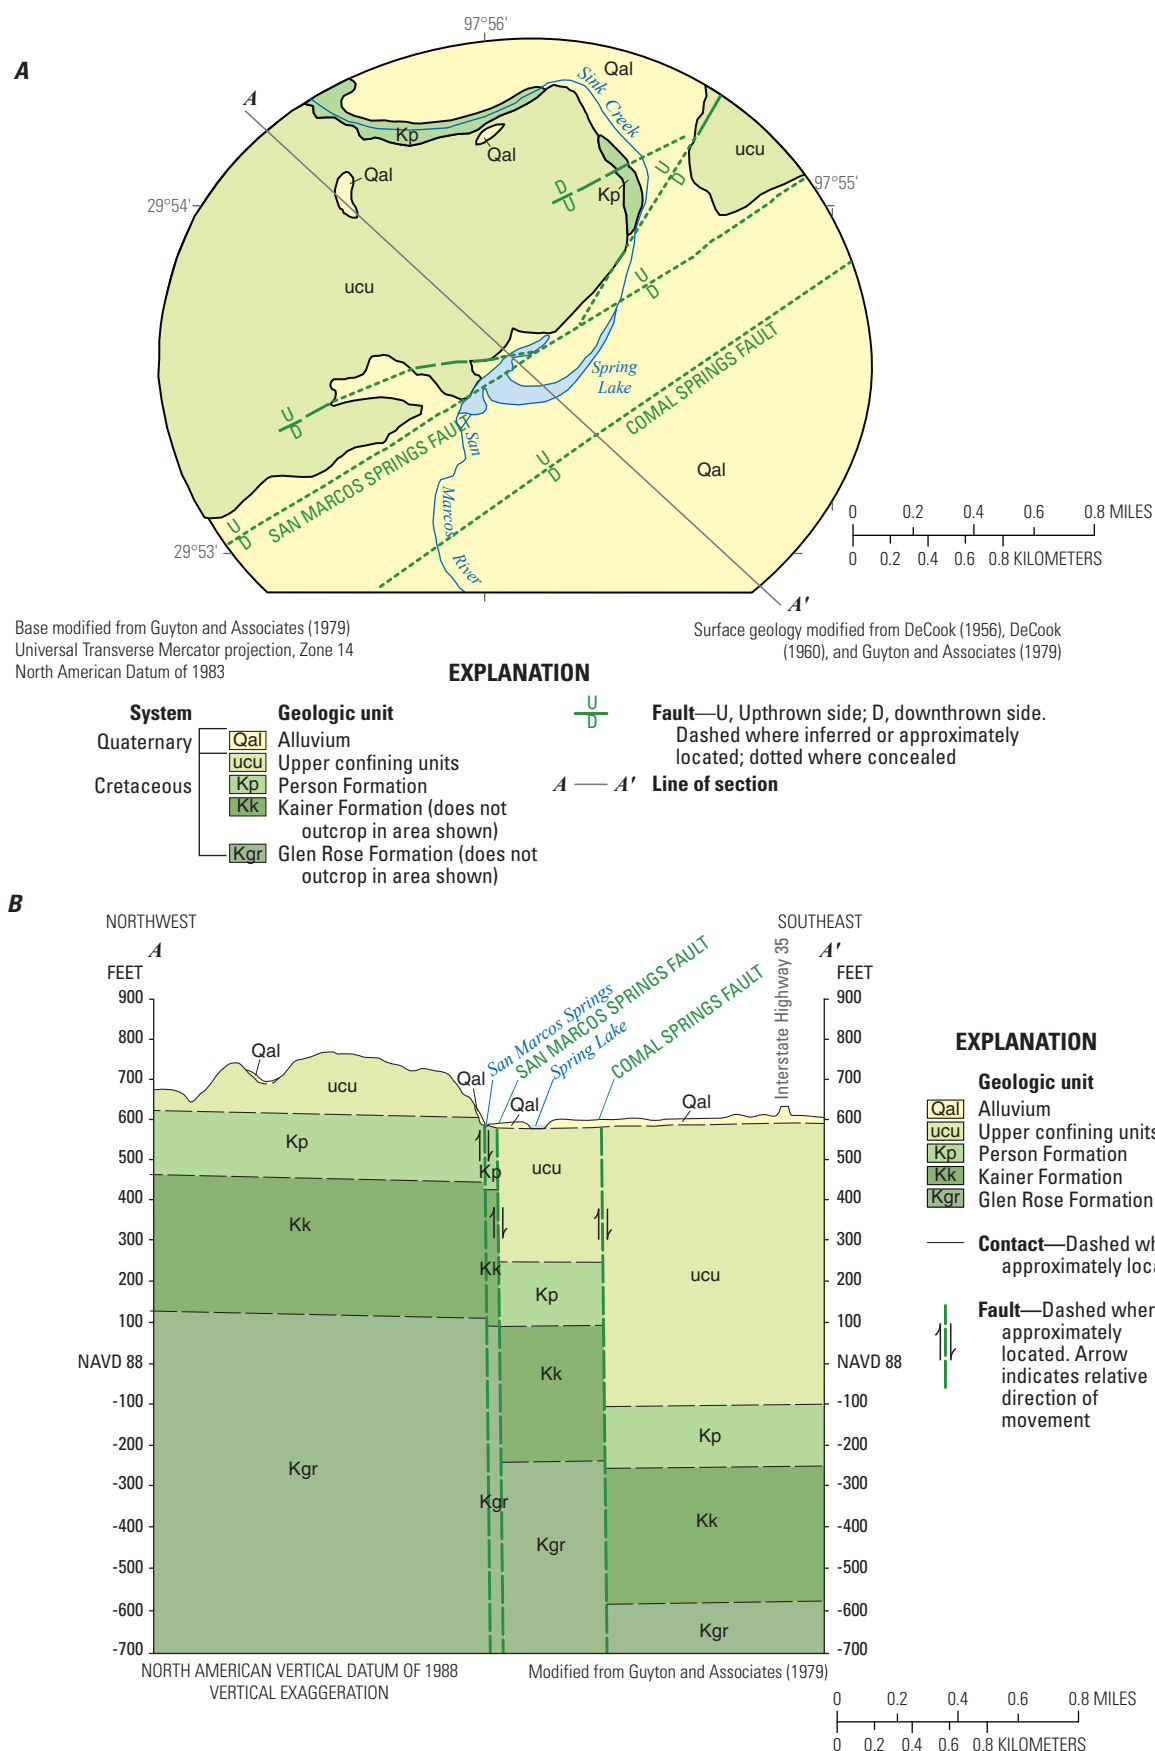 A
97°56'
A
Qal
Sink Creek
Kp
Qal
Qal
ucu
U
D
D
U
Kp
97°55'
29°54'
ucu
U
D
Spring
Lake
COMAL SPRINGS FAULT
U
D
SAN MARCOS SPRINGS FAULT
San
Marcos
River
U
D
Qal
U
D
29°53'
0 0.2 0.4 0.6 0.8 MILES
0 0.2 0.4 0.6 0.8 KILOMETERS
A'
Base modified from Guyton and Associates (1979)
Universal Transverse Mercator projection, Zone 14
North American Datum of 1983
Surface geology modified from DeCook (1956), DeCook
(1960), and Guyton and Associates (1979)
EXPLANATION
System Geologic unit
Quaternary
Qal Alluvium
ucu Upper confining units
Cretaceous
Kp Person Formation
Kk Kainer Formation (does not
outcrop in area shown)
Kgr Glen Rose Formation (does not
outcrop in area shown)
U
D
Fault—U, Upthrown side; D, downthrown side.
Dashed where inferred or approximately
located; dotted where concealed
A — A' Line of section
B
NORTHWEST
SOUTHEAST
A
A'
FEET
FEET
900
800
700
600
500
400
300
200
100
NAVD 88
-100
-200
-300
-400
-500
-600
-700
Qal
ucu
Qal
San Marcos Springs
SAN MARCOS SPRINGS FAULT
Spring Lake
COMAL SPRINGS FAULT
Interstate Highway 35
Qal
Qal
Kp
Kp
ucu
Kk
Kk
Kp
ucu
Kk
Kgr
Kgr
Kgr
Kp
Kk
Kgr
900
800
700
600
500
400
300
200
100
NAVD 88
-100
-200
-300
-400
-500
-600
-700
NORTH AMERICAN VERTICAL DATUM OF 1988
VERTICAL EXAGGERATION
Modified from Guyton and Associates (1979)
EXPLANATION
Geologic unit
Qal Alluvium
ucu Upper confining units
Kp Person Formation
Kk Kainer Formation
Kgr Glen Rose Formation
Contact—Dashed wh
approximately loca
Fault—Dashed where
approximately
located. Arrow
indicates relative
direction of
movement
0 0.2 0.4 0.6 0.8 MILES
0 0.2 0.4 0.6 0.8 KILOMETERS